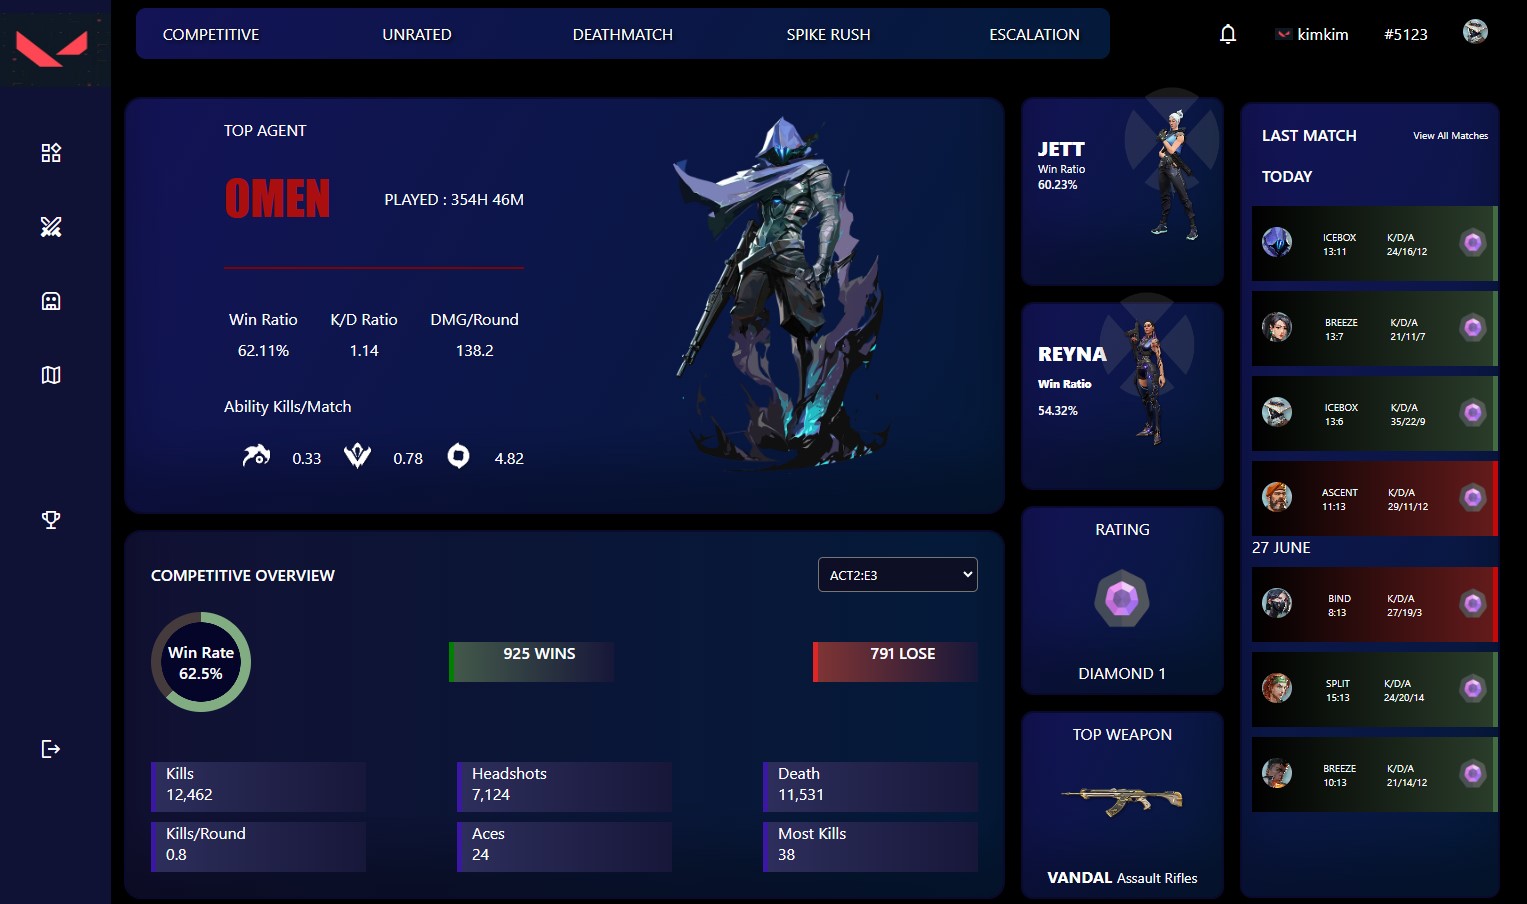 COMPETITIVE UNRATED DEATHMATCH SPIKE RUSH ESCALATION
kimkim #5123
TOP AGENT
OMEN
PLAYED : 354H 46M
Win Ratio K/D Ratio DMG/Round
62.11% 1.14 138.2
Ability Kills/Match
0.33 0.78 4.82
JETT
Win Ratio
60.23%
REYNA
Win Ratio
54.32%
RATING
DIAMOND 1
TOP WEAPON
VANDAL Assault Rifles
LAST MATCH View All Matches
TODAY
ICEBOX K/D/A
13:11 24/16/12
BREEZE K/D/A
13:7 21/11/7
ICEBOX K/D/A
13:6 35/22/9
ASCENT K/D/A
11:13 29/11/12
27 JUNE
BIND K/D/A
8:13 27/19/3
SPLIT K/D/A
15:13 24/20/14
BREEZE K/D/A
10:13 21/14/12
COMPETITIVE OVERVIEW
ACT2:E3
Win Rate
62.5%
925 WINS
791 LOSE
Kills
12,462
Headshots
7,124
Death
11,531
Kills/Round
0.8
Aces
24
Most Kills
38